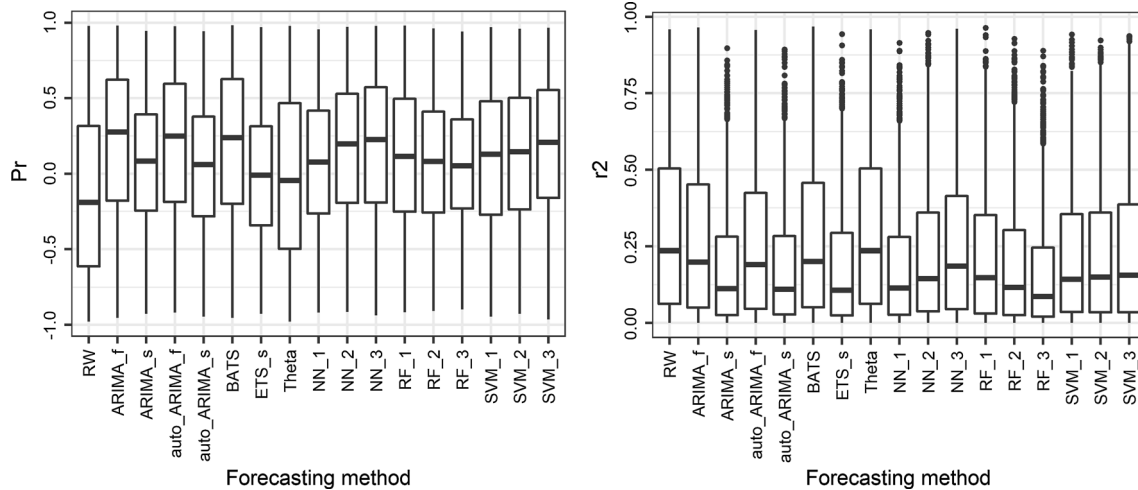 Pr
1.0
0.5
0.0
-0.5
-1.0
RW
ARIMA_f
ARIMA_s
auto_ARIMA_f
auto_ARIMA_s
BATS
ETS_s
Theta
NN_1
NN_2
NN_3
RF_1
RF_2
RF_3
SVM_1
SVM_2
SVM_3
Forecasting method
r2
1.00
0.75
0.50
0.25
0.00
RW
ARIMA_f
ARIMA_s
auto_ARIMA_f
auto_ARIMA_s
BATS
ETS_s
Theta
NN_1
NN_2
NN_3
RF_1
RF_2
RF_3
SVM_1
SVM_2
SVM_3
Forecasting method